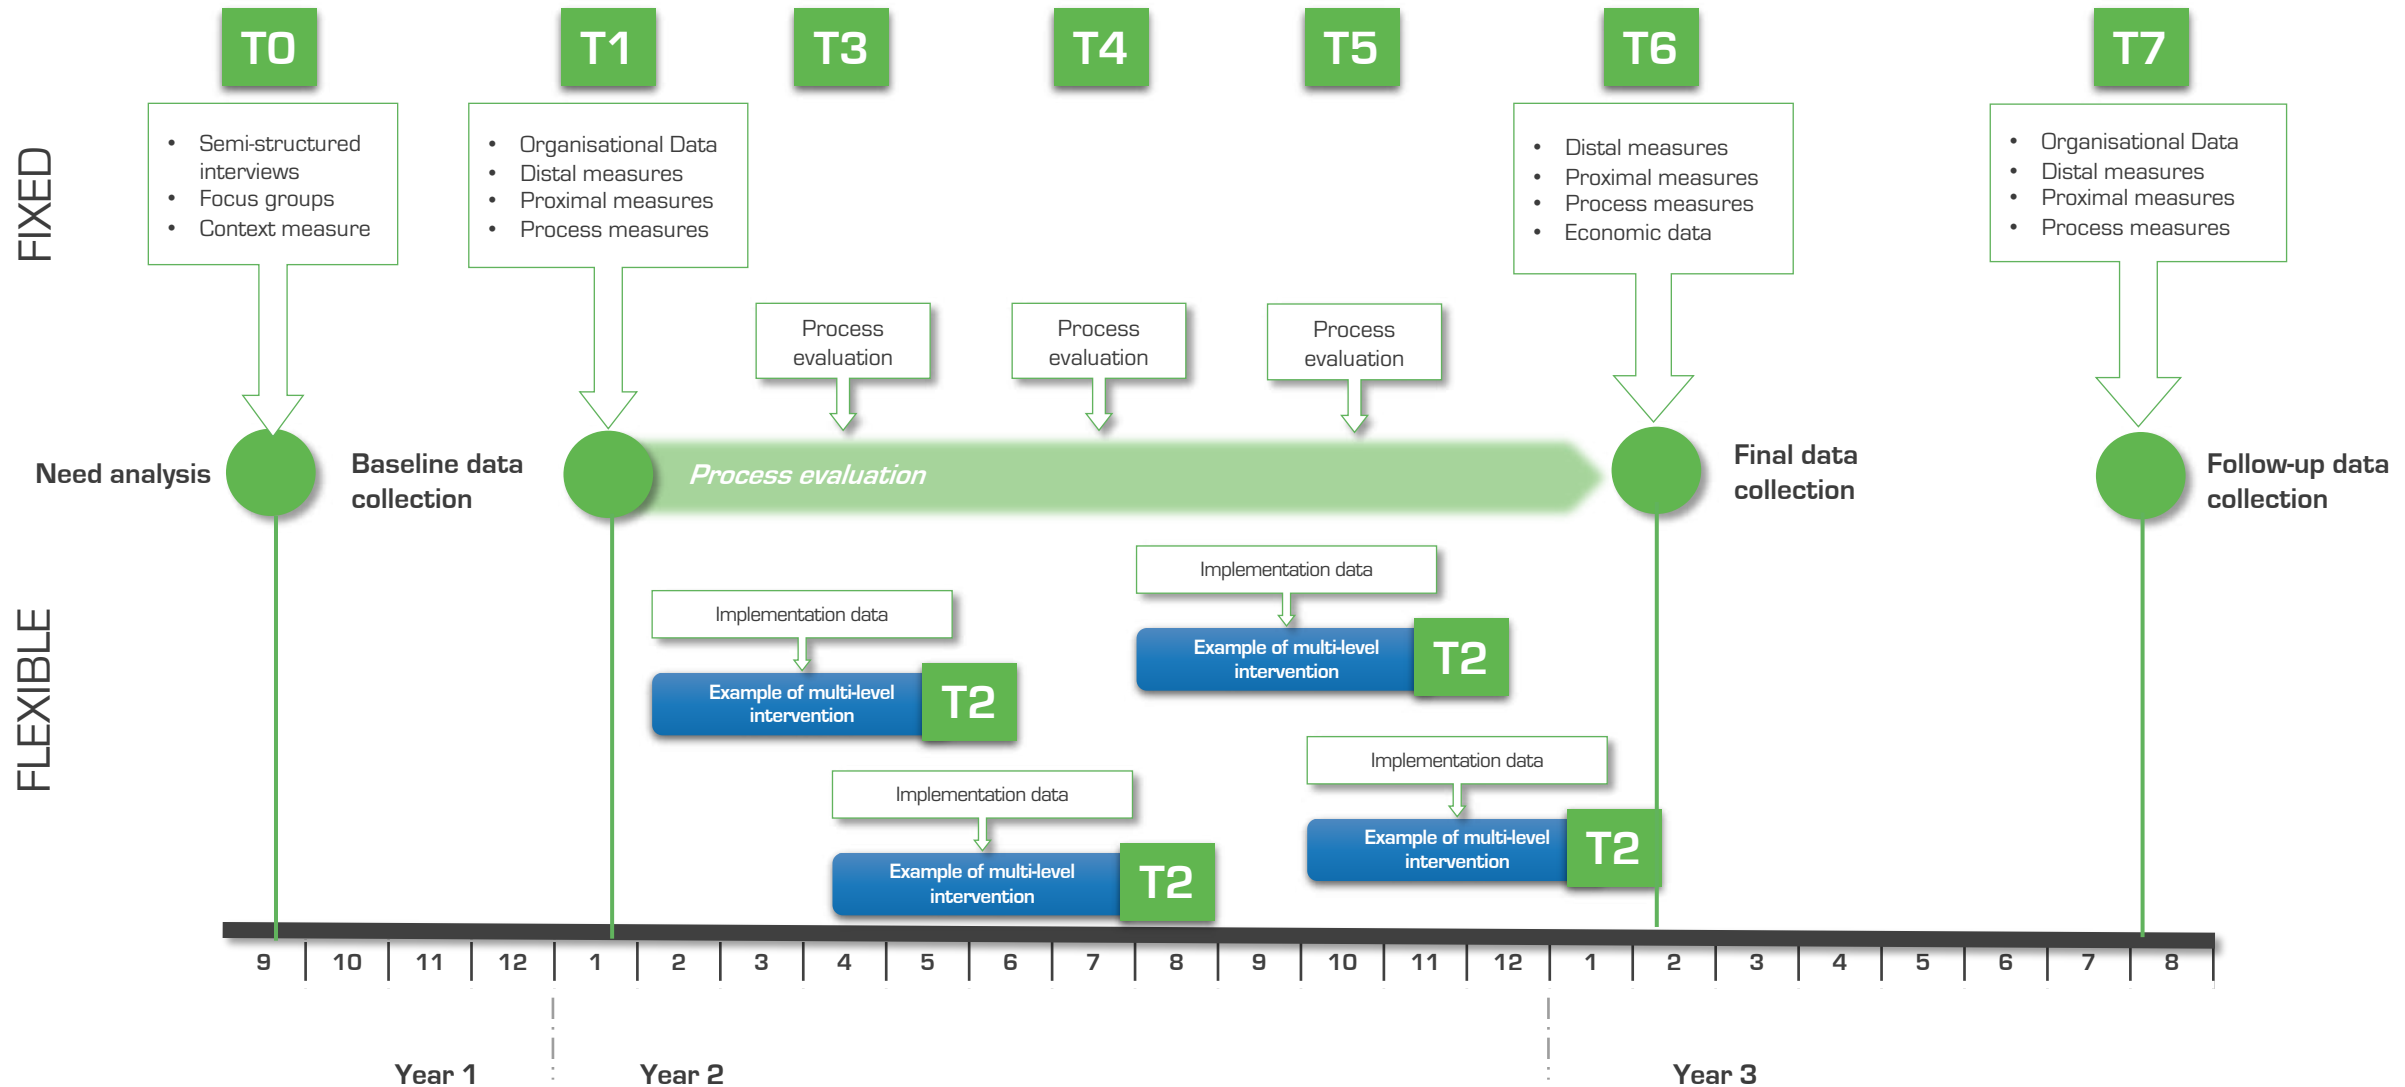 T0
T1
T3
T4
T5
T6
T7
FIXED
• Semi-structured
interviews
• Focus groups
• Context measure
• Organisational Data
• Distal measures
• Proximal measures
• Process measures
• Distal measures
• Proximal measures
• Process measures
• Economic data
• Organisational Data
• Distal measures
• Proximal measures
• Process measures
Process
evaluation
Process
evaluation
Process
evaluation
Need analysis
Baseline data
collection
Process evaluation
Final data
collection
Follow-up data
collection
FLEXIBLE
Implementation data
Example of multi-level
intervention
T2
Implementation data
Example of multi-level
intervention
T2
Implementation data
Example of multi-level
intervention
T2
Implementation data
Example of multi-level
intervention
T2
9 10 11 12 1 2 3 4 5 6 7 8 9 10 11 12 1 2 3 4 5 6 7 8
Year 1
Year 2
Year 3